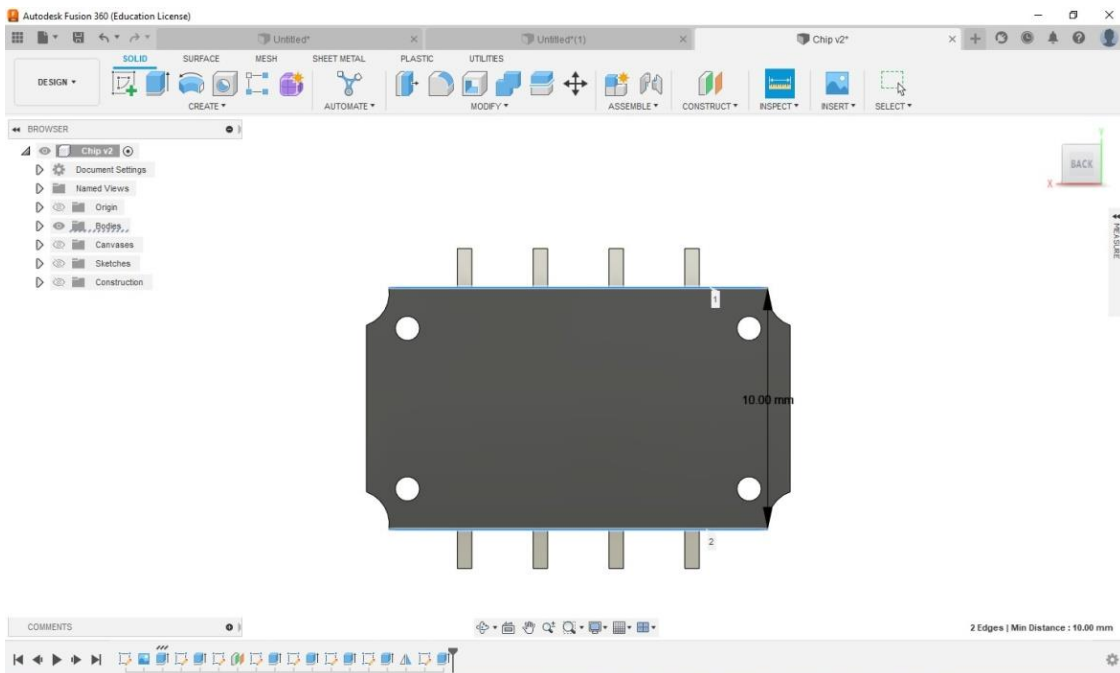 Autodesk Fusion 360 (Education License)
Untitled*
Untitled*(1)
Chip v2*
SOLID SURFACE MESH SHEET METAL PLASTIC UTILITIES
DESIGN
CREATE AUTOMATE MODIFY ASSEMBLE CONSTRUCT INSPECT INSERT SELECT
BROWSER
Chip v2
Document Settings
Named Views
Origin
Bodies
Canvases
Sketches
Construction
Y
BACK
X
MEASURE
1
10.00 mm
2
COMMENTS
2 Edges | Min Distance : 10.00 mm